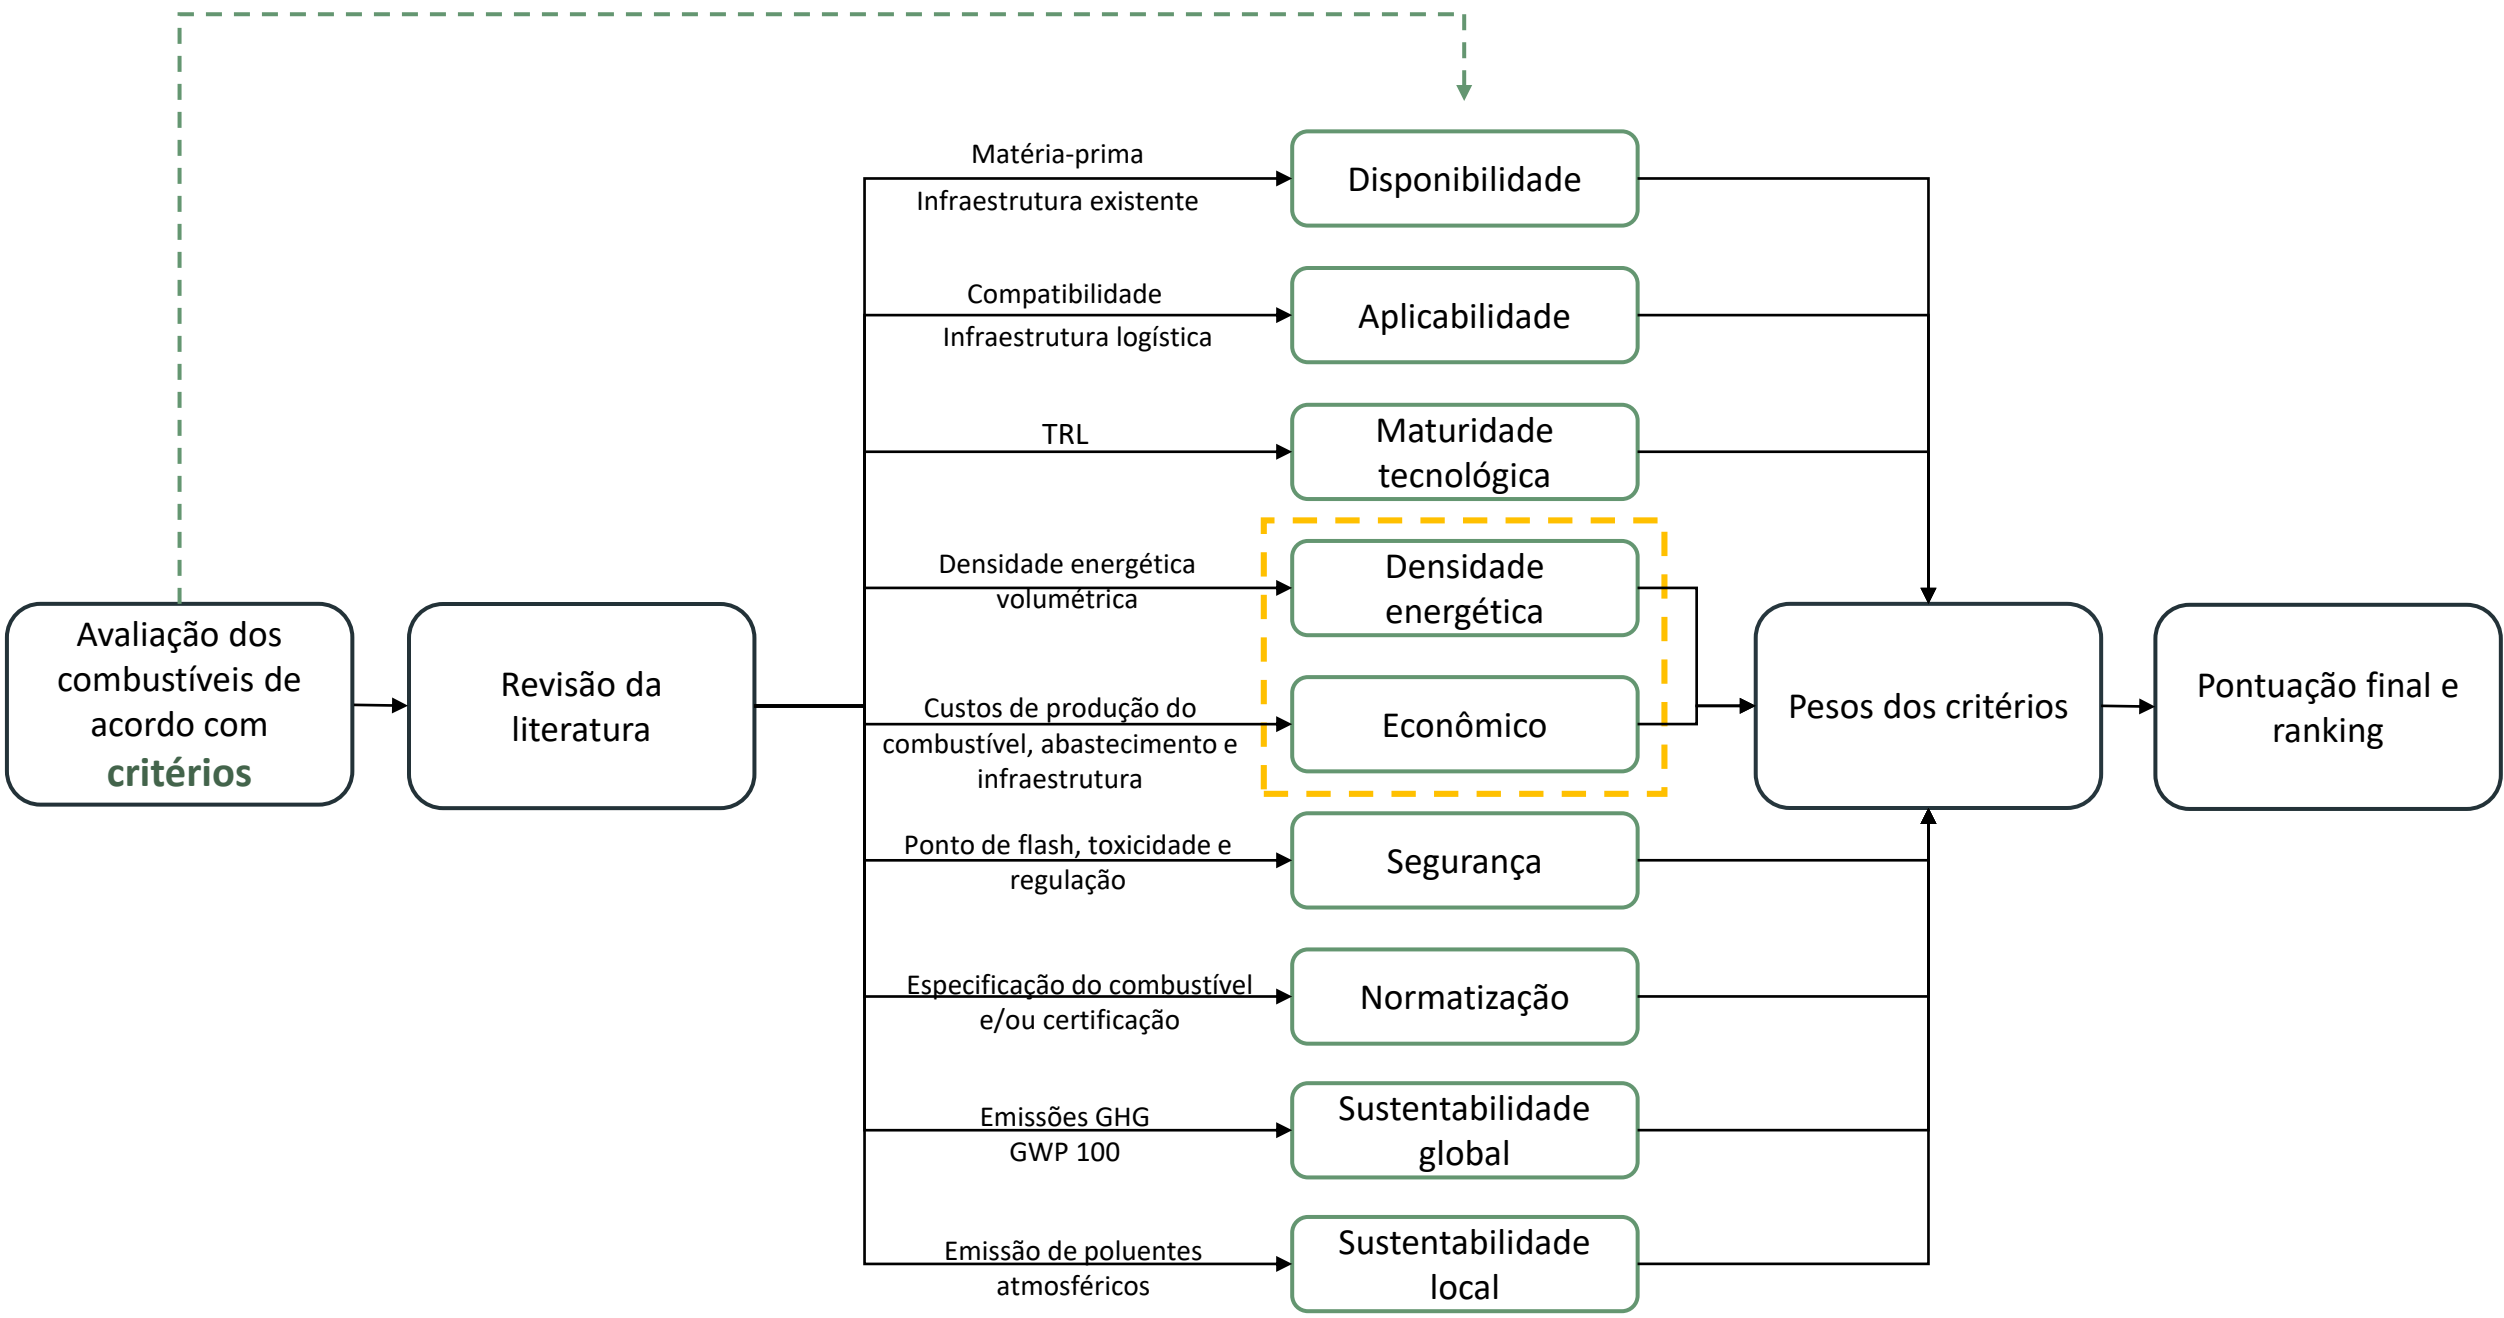 Avaliação dos
combustíveis de
acordo com
critérios
Revisão da
literatura
Matéria-prima
Infraestrutura existente
Disponibilidade
Compatibilidade
Infraestrutura logística
Aplicabilidade
TRL
Maturidade
tecnológica
Densidade energética
volumétrica
Densidade
energética
Custos de produção do
combustível, abastecimento e
infraestrutura
Econômico
Ponto de flash, toxicidade e
regulação
Segurança
Especificação do combustível
e/ou certificação
Normatização
Emissões GHG
GWP 100
Sustentabilidade
global
Emissão de poluentes
atmosféricos
Sustentabilidade
local
Pesos dos critérios
Pontuação final e
ranking